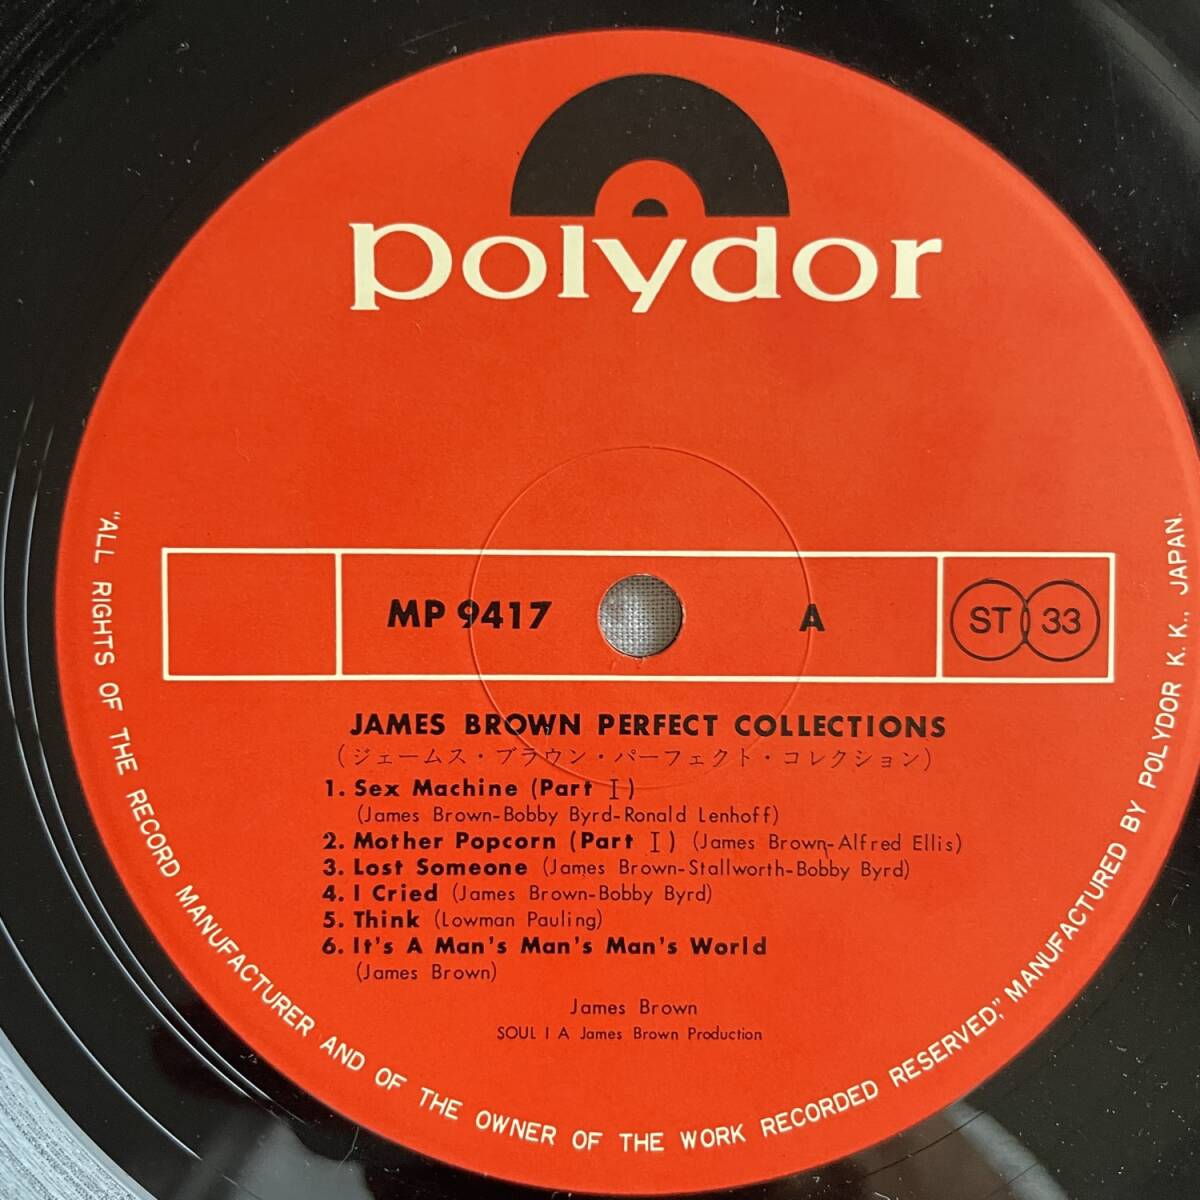 polydor
MP 9417 A ST 33
JAMES BROWN PERFECT COLLECTIONS
(ジェームス・ブラウン・パーフェクト・コレクション)
1. Sex Machine (Part I)
(James Brown-Bobby Byrd-Ronald Lenhoff)
2. Mother Popcorn (Part I) (James Brown-Alfred Ellis)
3. Lost Someone (James Brown-Stallworth-Bobby Byrd)
4. I Cried (James Brown-Bobby Byrd)
5. Think (Lowman Pauling)
6. It's A Man's Man's Man's World
(James Brown)
James Brown
SOUL I A James Brown Production
"ALL RIGHTS OF THE RECORD MANUFACTURER AND OF THE OWNER OF THE WORK RECORDED RESERVED," MANUFACTURED BY POLYDOR K. K., JAPAN.